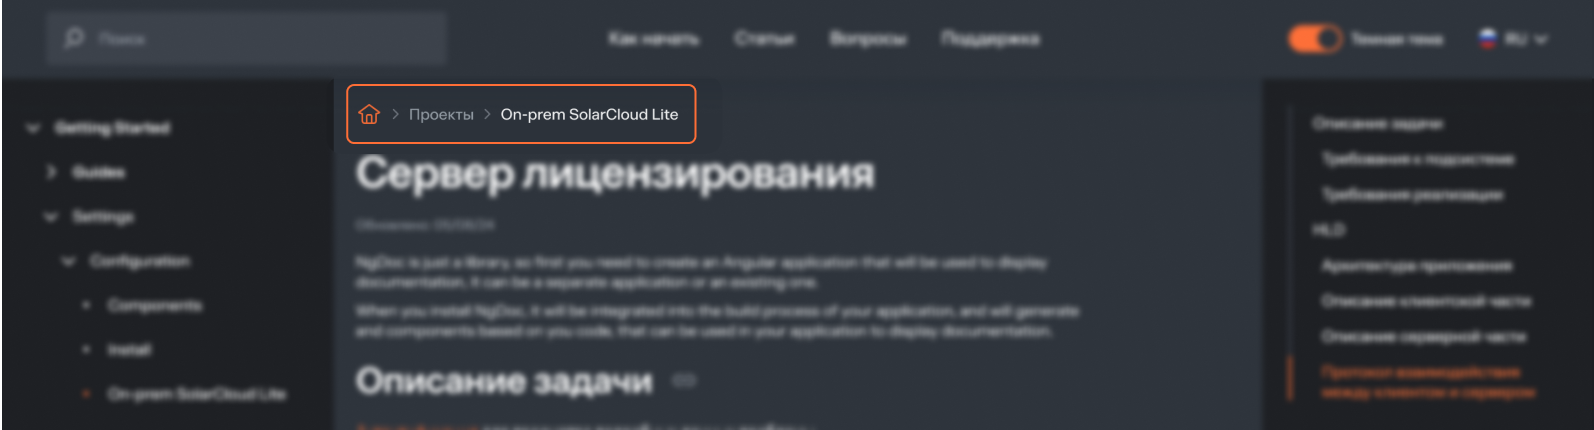 Поиск
Как начать Статьи Вопросы Поддержка
Темная тема RU
Getting Started
Guides
Settings
Configuration
Components
Install
On-prem SolarCloud Lite
Проекты > On-prem SolarCloud Lite
Сервер лицензирования
Обновлено: 05/08/24
NgDoc is just a library, so first you need to create an Angular application that will be used to display
documentation, it can be a separate application or an existing one.
When you install NgDoc, it will be integrated into the build process of your application, and will generate
and components based on you code, that can be used in your application to display documentation.
Описание задачи
Описание задачи
Требования к подсистеме
Требования реализации
HLD
Архитектура приложения
Описание клиентской части
Описание серверной части
Протокол взаимодействия
между клиентом и сервером